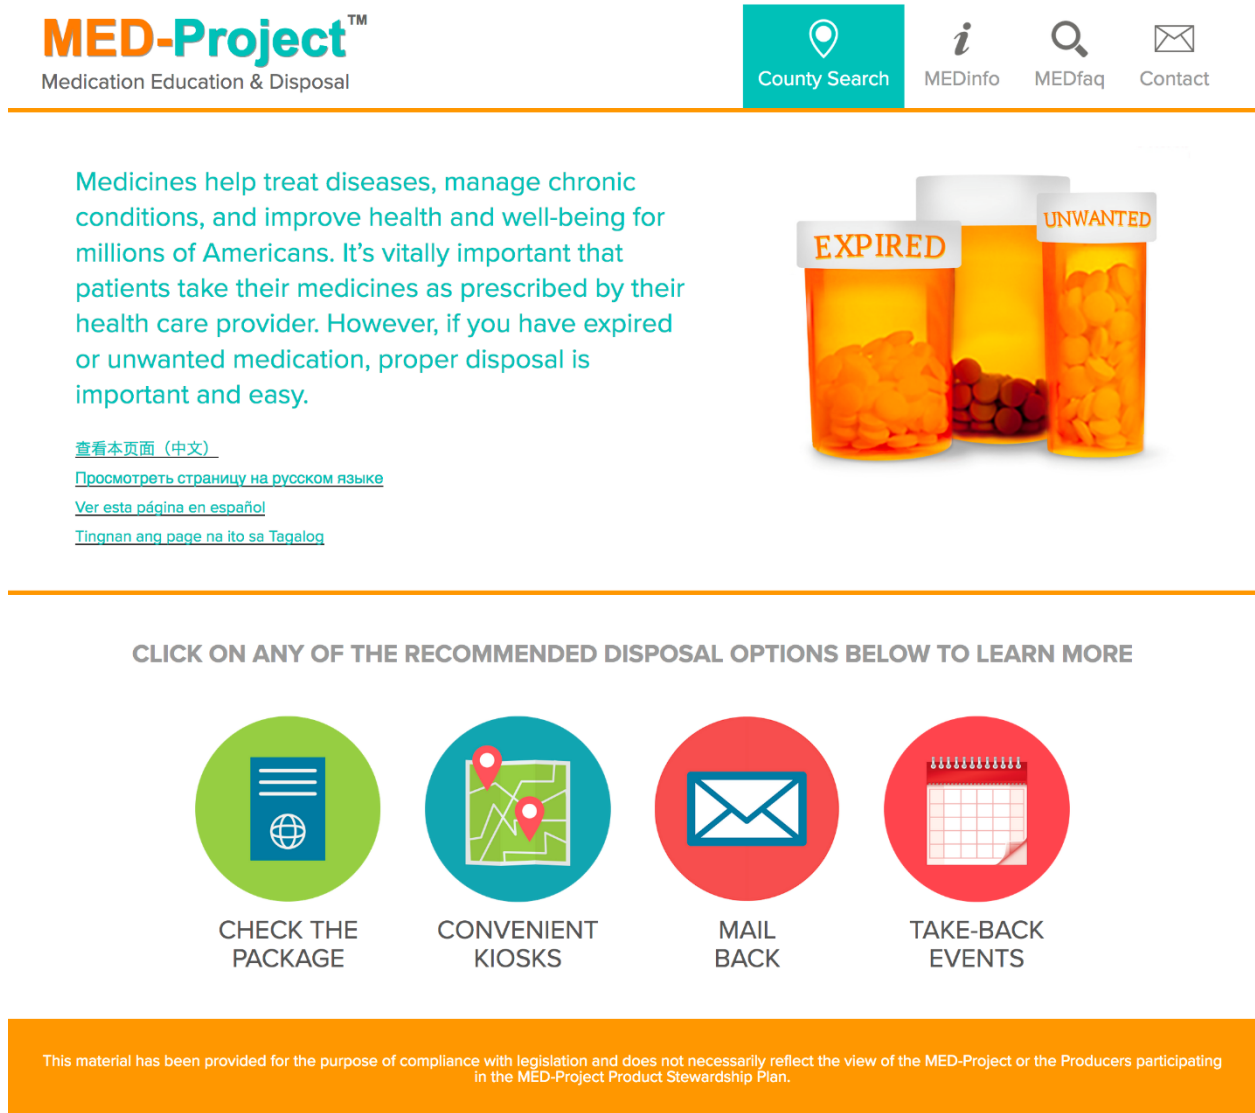 MED-Project™
Medication Education & Disposal
County Search
MEDinfo
MEDfaq
Contact
Medicines help treat diseases, manage chronic
conditions, and improve health and well-being for
millions of Americans. It's vitally important that
patients take their medicines as prescribed by their
health care provider. However, if you have expired
or unwanted medication, proper disposal is
important and easy.
EXPIRED
UNWANTED
查看本页面（中文）
Просмотреть страницу на русском языке
Ver esta página en español
Tingnan ang page na ito sa Tagalog
CLICK ON ANY OF THE RECOMMENDED DISPOSAL OPTIONS BELOW TO LEARN MORE
CHECK THE
PACKAGE
CONVENIENT
KIOSKS
MAIL
BACK
TAKE-BACK
EVENTS
This material has been provided for the purpose of compliance with legislation and does not necessarily reflect the view of the MED-Project or the Producers participating
in the MED-Project Product Stewardship Plan.